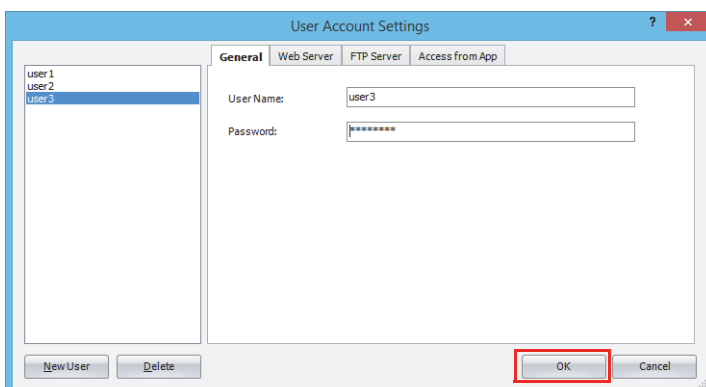 User Account Settings
? ×
General Web Server FTP Server Access from App
user1
user2
user3
User Name: user3
Password: ********
New User Delete OK Cancel